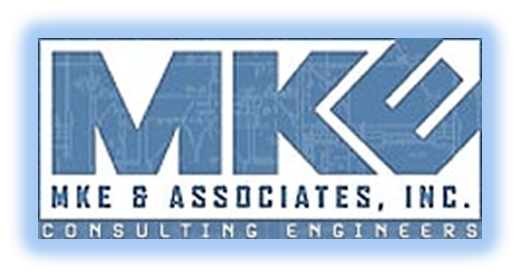 MKE
MKE & ASSOCIATES, INC.
CONSULTING ENGINEERS